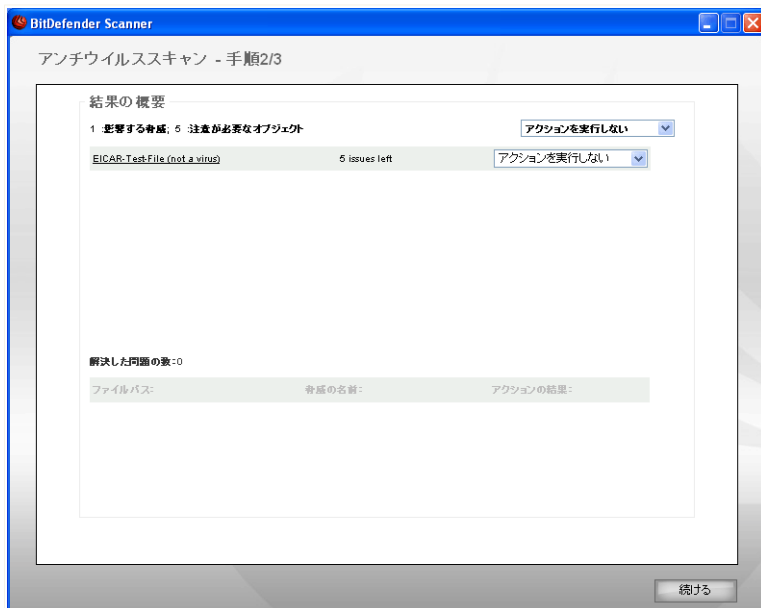 BitDefender Scanner
アンチウイルススキャン - 手順2/3
結果の概要
1 :影響する脅威; 5 :注意が必要なオブジェクト
アクションを実行しない
EICAR-Test-File (not a virus)
5 issues left
アクションを実行しない
解決した問題の数:0
ファイルパス:
脅威の名前:
アクションの結果:
続ける